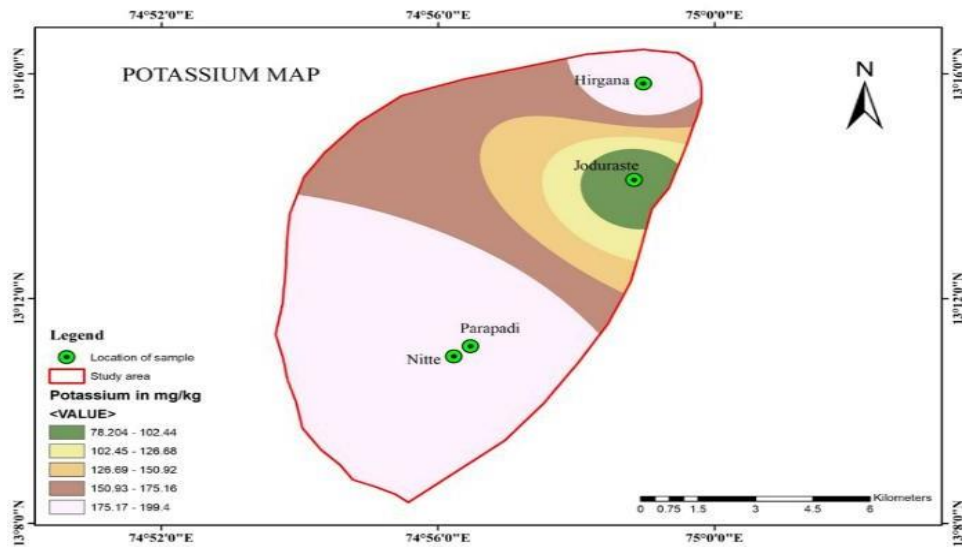 74°52'0"E 74°56'0"E 75°0'0"E
13°16'0"N 13°16'0"N
POTASSIUM MAP
Hirgana
N
Joduraste
13°12'0"N 13°12'0"N
Parapadi
Nitte
Legend
Location of sample
Study area
Potassium in mg/kg
<VALUE>
78.204 - 102.44
102.45 - 126.68
126.69 - 150.92
150.93 - 175.16
175.17 - 199.4
Kilometers
0 0.75 1.5 3 4.5 6
13°8'0"N 13°8'0"N
74°52'0"E 74°56'0"E 75°0'0"E